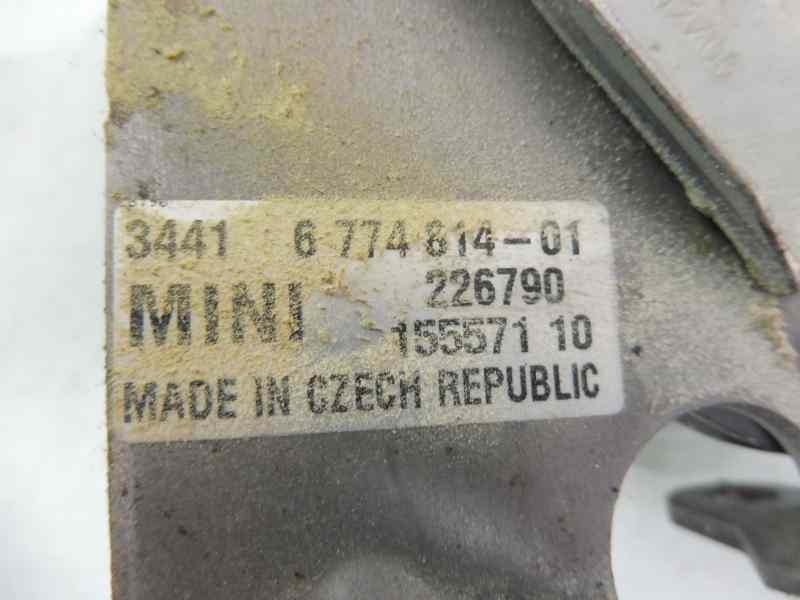 3441 6 774 814-01
MINI 226790
155571 10
MADE IN CZECH REPUBLIC